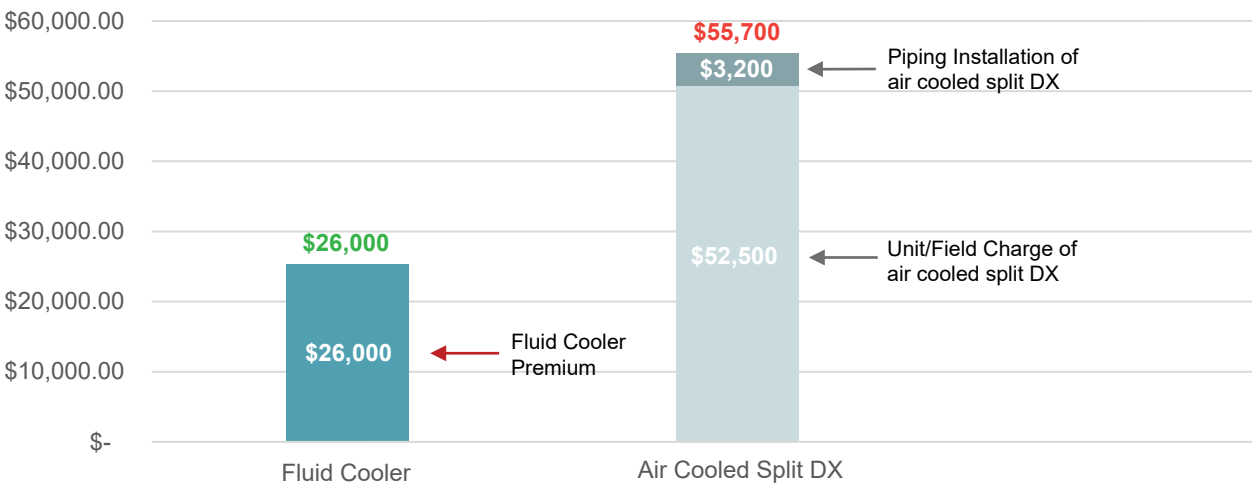 $60,000.00
$50,000.00
$40,000.00
$30,000.00
$20,000.00
$10,000.00
$-
$26,000
$26,000
Fluid Cooler
Premium
$55,700
$3,200
Piping Installation of
air cooled split DX
$52,500
Unit/Field Charge of
air cooled split DX
Fluid Cooler
Air Cooled Split DX